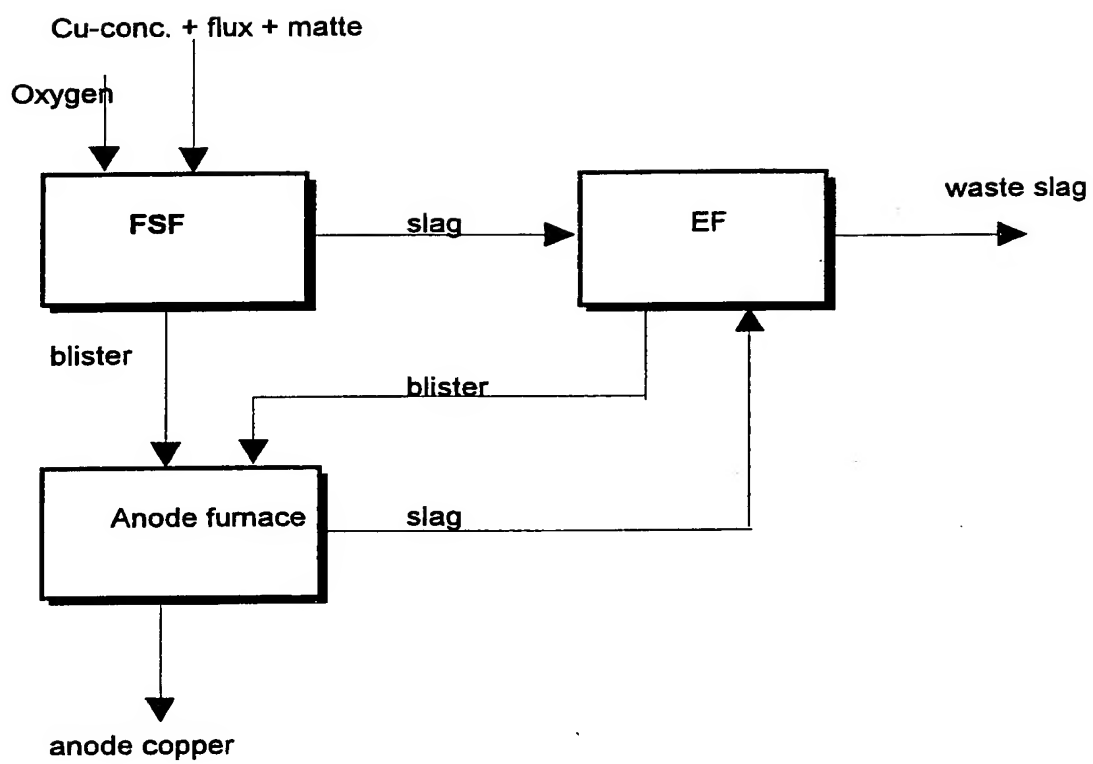 Cu-conc. + flux + matte
Oxygen
FSF
slag
EF
waste slag
blister
blister
Anode furnace
slag
anode copper